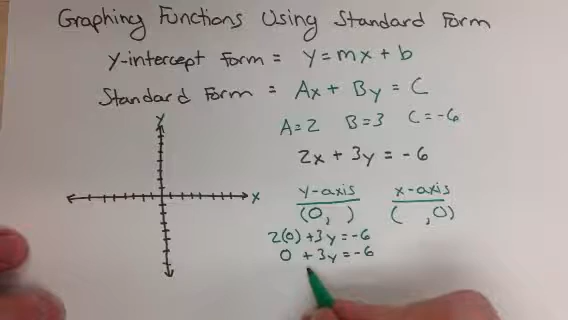 Graphing Functions Using Standard Form
Y-intercept Form = y = mx + b
Standard Form = Ax + By = C
A = 2 B = 3 C = -6
2x + 3y = -6
y-axis x-axis
(0, ) ( ,0)
2(0) + 3y = -6
0 + 3y = -6
Y
X